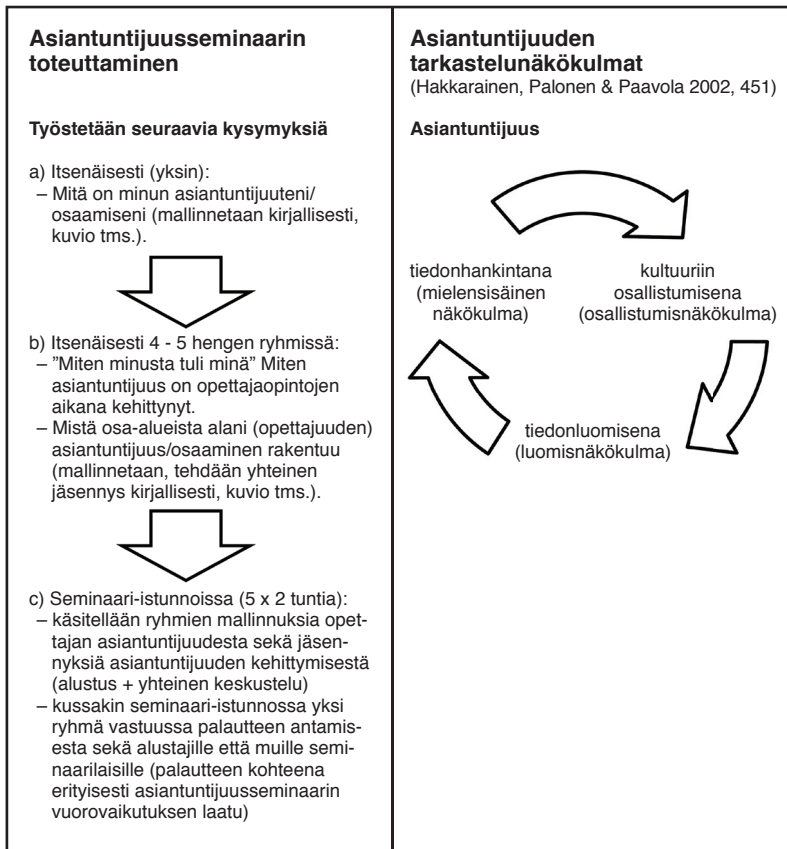 Asiantuntijuusseminaarin
toteuttaminen
Työstetään seuraavia kysymyksiä
a) Itsenäisesti (yksin):
– Mitä on minun asiantuntijuuteni/
osaamiseni (mallinnetaan kirjallisesti,
kuvio tms.).
b) Itsenäisesti 4 - 5 hengen ryhmissä:
– ”Miten minusta tuli minä” Miten
asiantuntijuus on opettajaopintojen
aikana kehittynyt.
– Mistä osa-alueista alani (opettajuuden)
asiantuntijuus/osaaminen rakentuu
(mallinnetaan, tehdään yhteinen
jäsennys kirjallisesti, kuvio tms.).
c) Seminaari-istunnoissa (5 x 2 tuntia):
– käsitellään ryhmien mallinnuksia opet-
tajan asiantuntijuudesta sekä jäsen-
nyksiä asiantuntijuuden kehittymisestä
(alustus + yhteinen keskustelu)
– kussakin seminaari-istunnossa yksi
ryhmä vastuussa palautteen antamis-
esta sekä alustajille että muille semi-
naarilaisille (palautteen kohteena
erityisesti asiantuntijuusseminaarin
vuorovaikutuksen laatu)
Asiantuntijuuden
tarkastelunäkökulmat
(Hakkarainen, Palonen & Paavola 2002, 451)
Asiantuntijuus
tiedonhankintana
(mielensisäinen
näkökulma)
kultuuriin
osallistumisena
(osallistumisnäkökulma)
tiedonluomisena
(luomisnäkökulma)